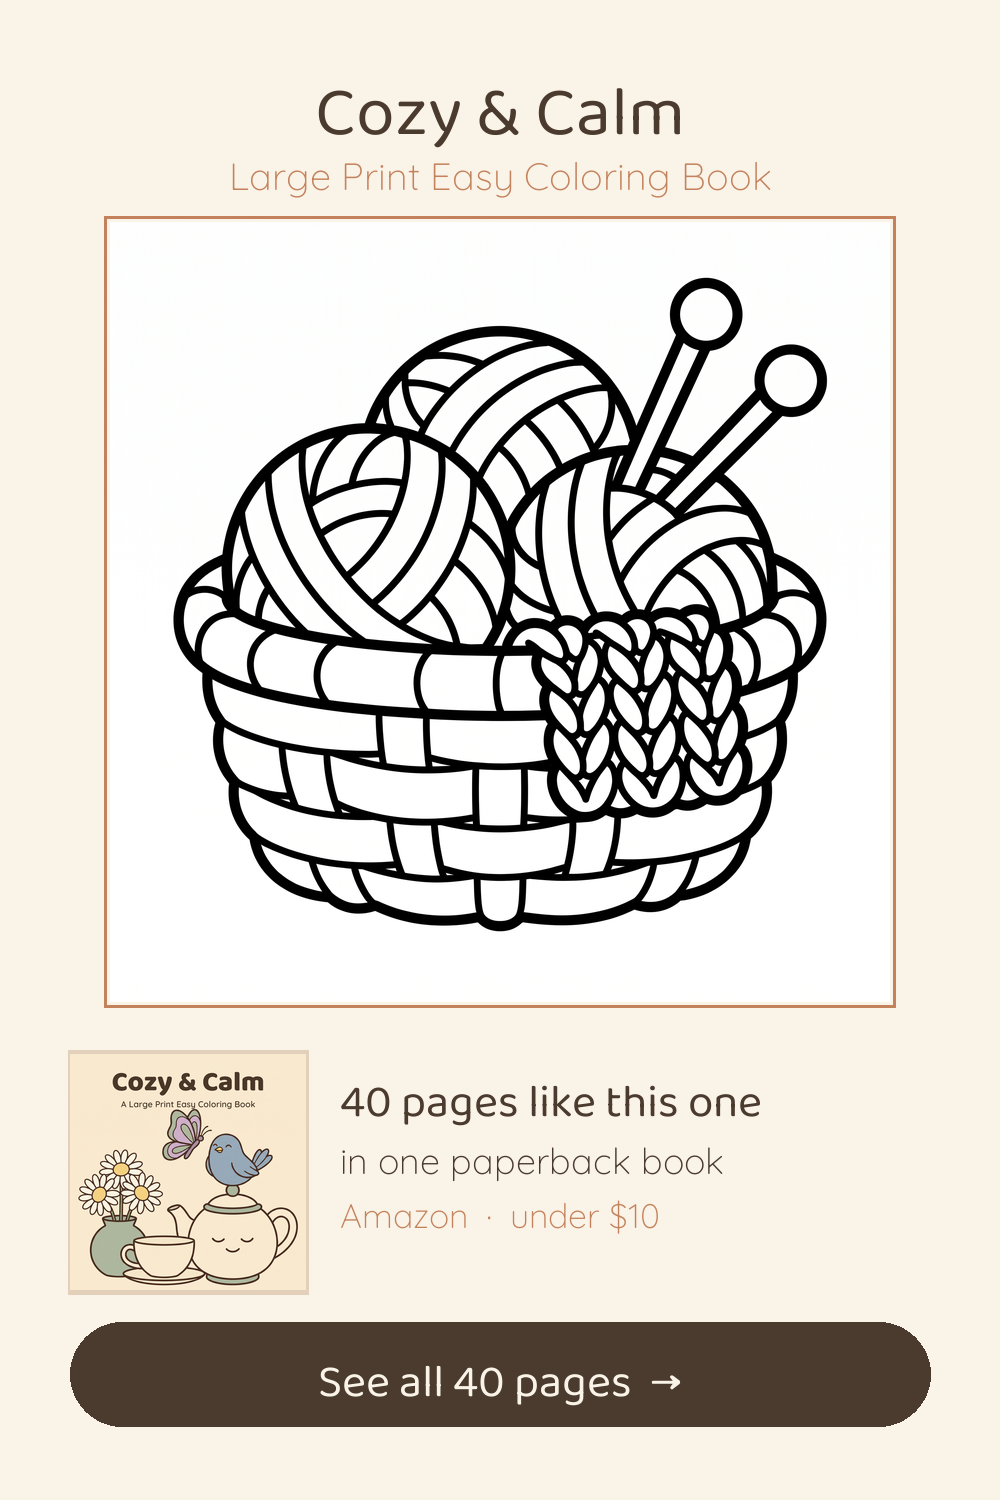 Cozy & Calm
Large Print Easy Coloring Book
Cozy & Calm
A Large Print Easy Coloring Book
40 pages like this one
in one paperback book
Amazon · under $10
See all 40 pages →